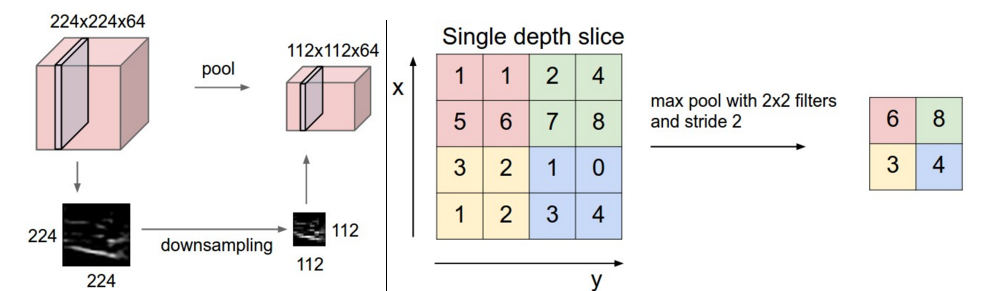 224x224x64
pool
112x112x64
224
224
downsampling
112
112
Single depth slice
x
1 1 2 4
5 6 7 8
3 2 1 0
1 2 3 4
y
max pool with 2x2 filters
and stride 2
6 8
3 4